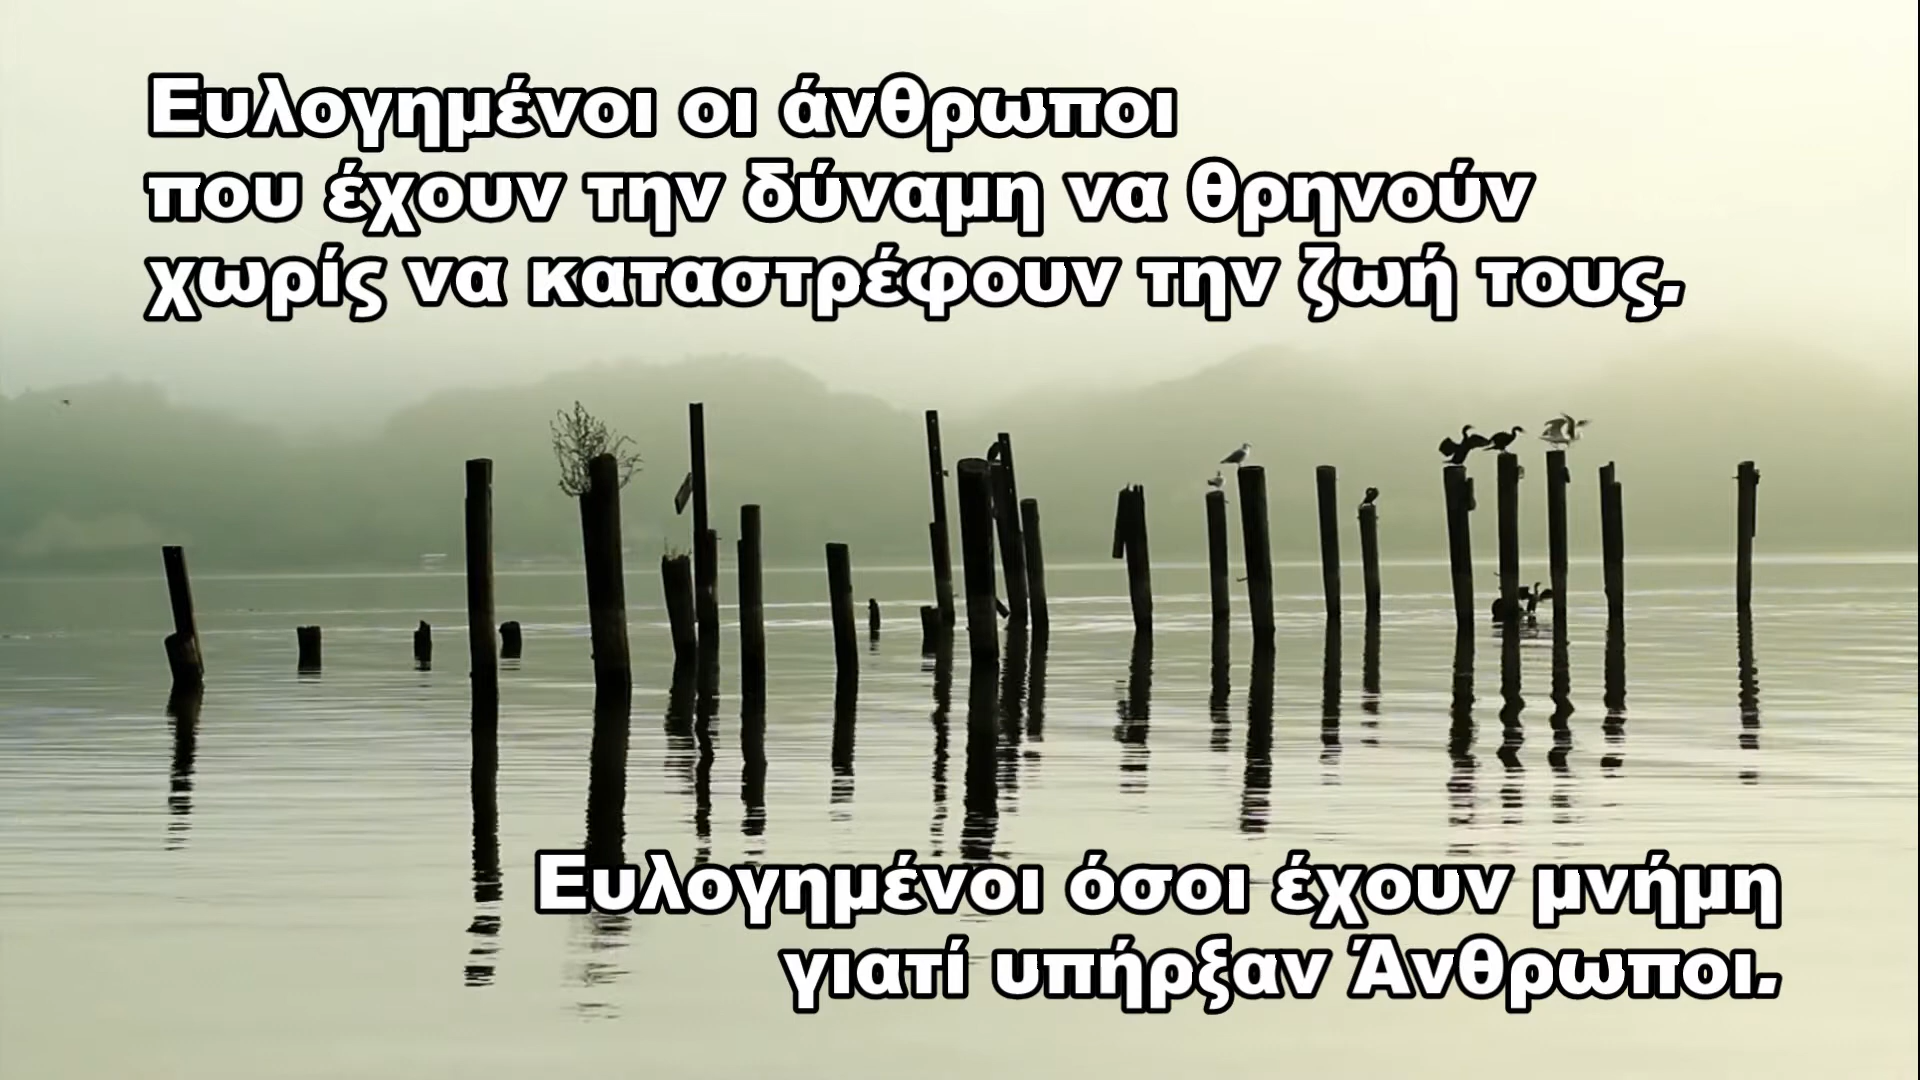 Ευλογημένοι οι άνθρωποι
που έχουν την δύναμη να θρηνούν
χωρίς να καταστρέφουν την ζωή τους.
Ευλογημένοι όσοι έχουν μνήμη
γιατί υπήρξαν Άνθρωποι.